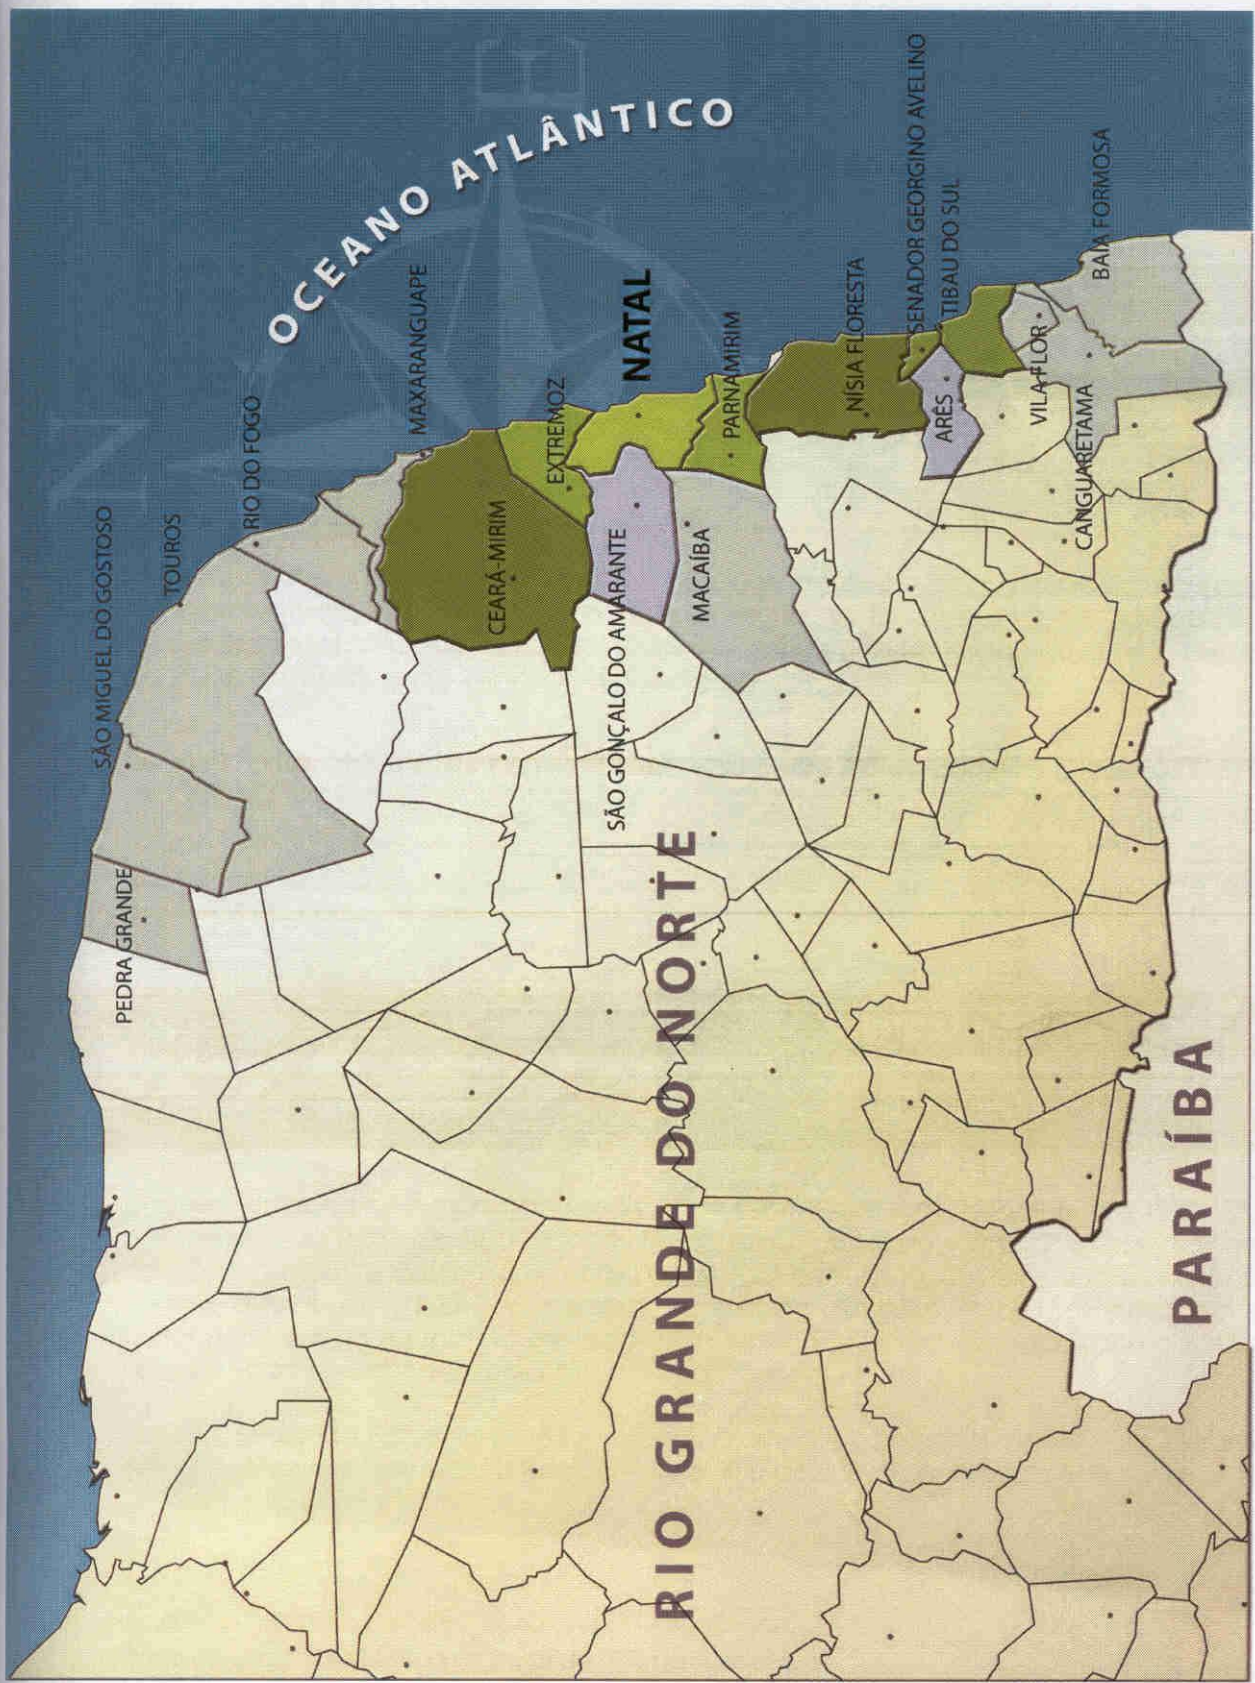 OCEANO ATLÂNTICO
SÃO MIGUEL DO GOSTOSO
TOUROS
RIO DO FOGO
MAXARANGUAPE
PEDRA GRANDE
CEARÁ-MIRIM
EXTREMOZ
NATAL
SÃO GONÇALO DO AMARANTE
MACAÍBA
PARNAMIRIM
NÍSIA FLORESTA
SENADOR GEORGINO AVELINO
TIBAU DO SUL
ARÊS
VILA FLOR
CANGUARETAMA
BAIA FORMOSA
RIO GRANDE DO NORTE
PARAÍBA
N
E